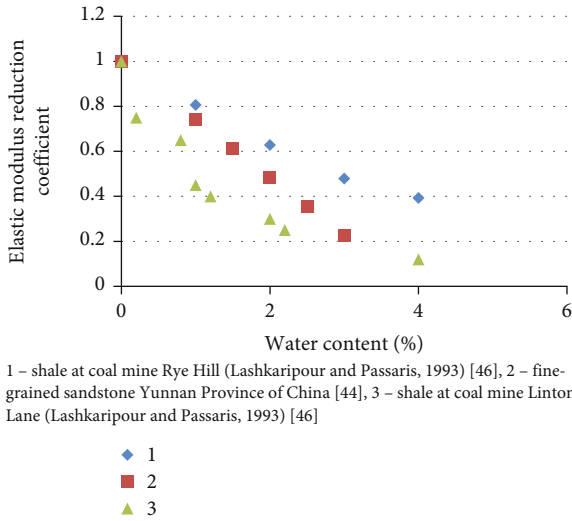 1.2
1
0.8
0.6
0.4
0.2
0
Elastic modulus reduction
coefficient
0
2
4
6
Water content (%)
1 – shale at coal mine Rye Hill (Lashkaripour and Passaris, 1993) [46], 2 – fine-
grained sandstone Yunnan Province of China [44], 3 – shale at coal mine Linton
Lane (Lashkaripour and Passaris, 1993) [46]
1
2
3